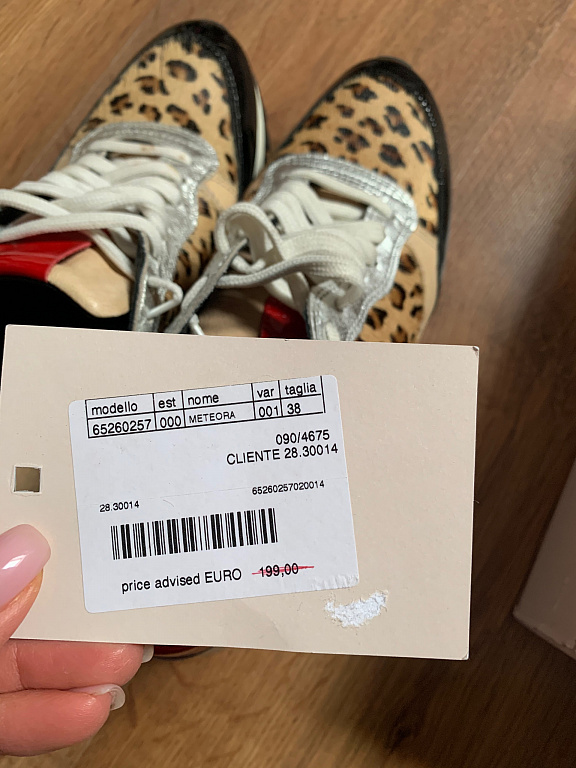 modello est nome var taglia
65260257 000 METEORA 001 38
090/4675
CLIENTE 28.30014
28.30014 65260257020014
price advised EURO 199,00